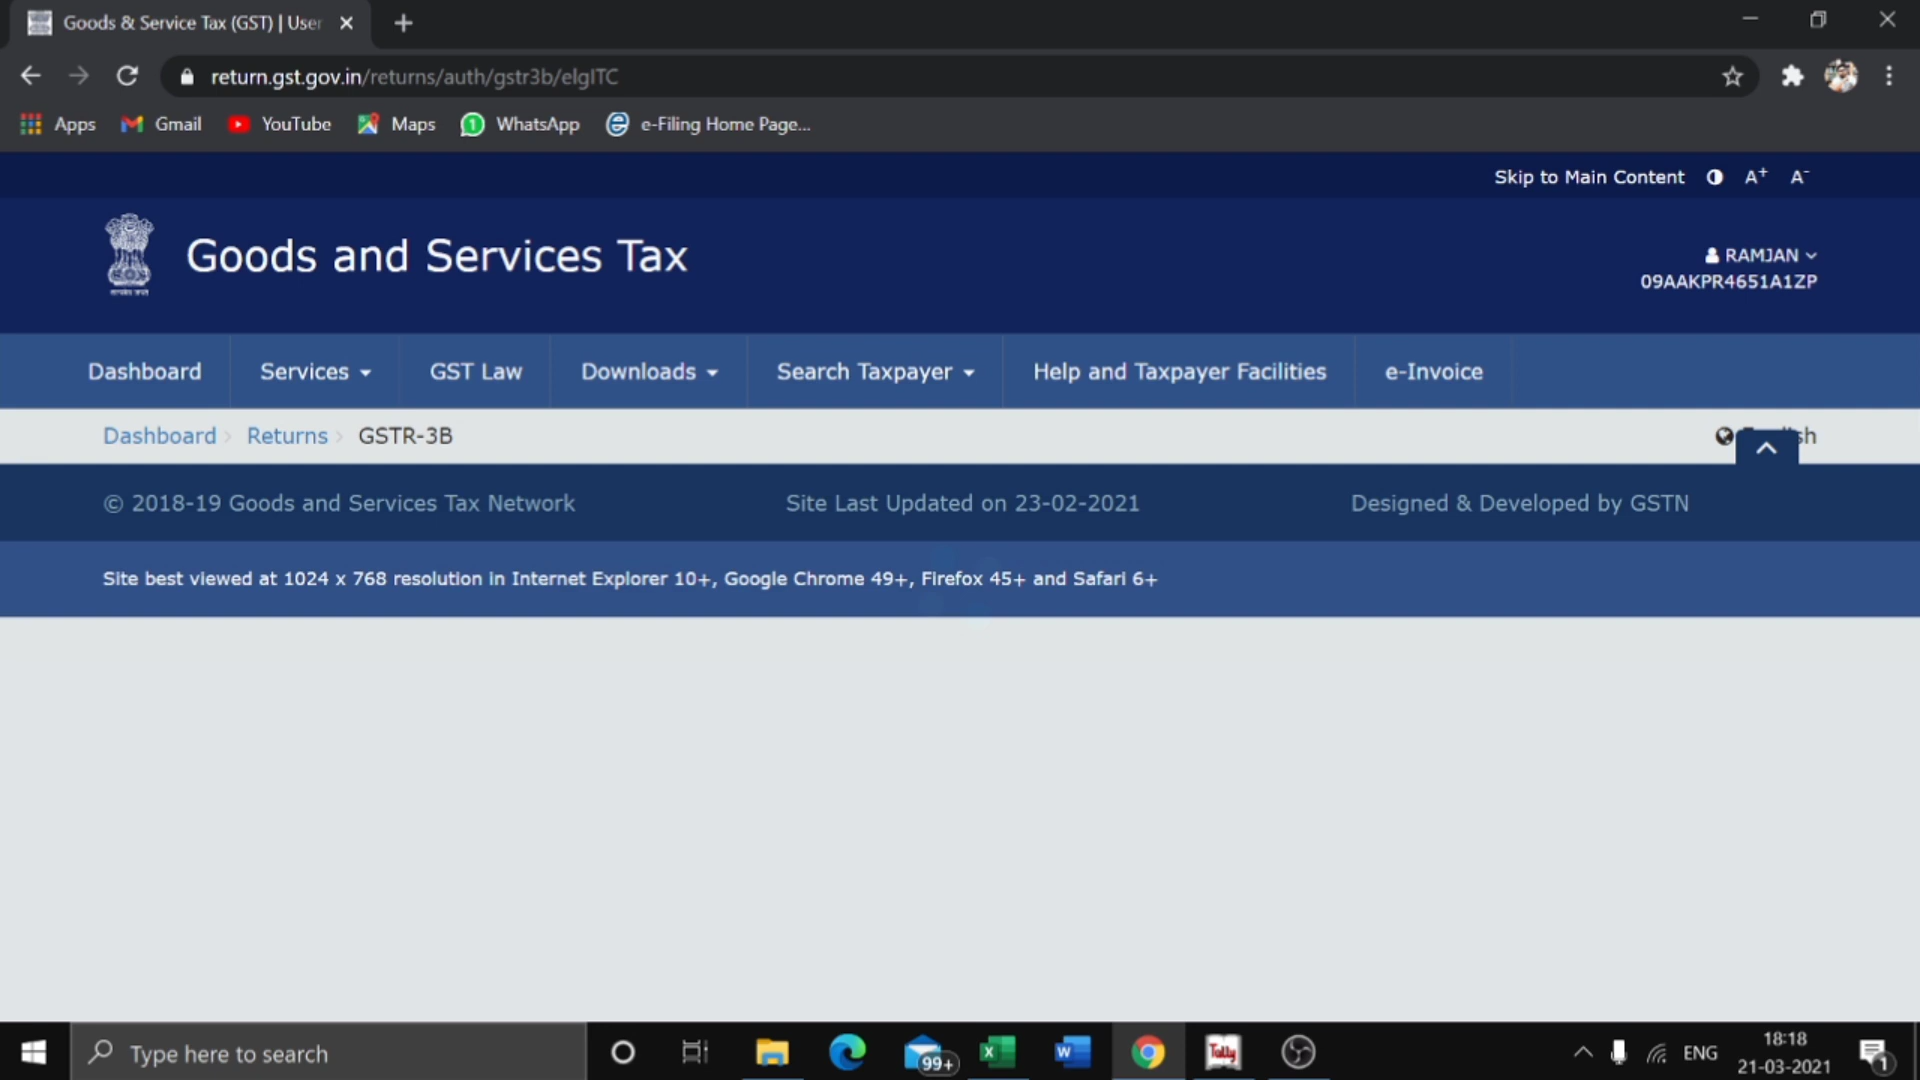 Goods & Service Tax (GST) | User
return.gst.gov.in/returns/auth/gstr3b/elgITC
Apps
Gmail
YouTube
Maps
1
WhatsApp
e-Filing Home Page...
Skip to Main Content
A+
A-
Goods and Services Tax
RAMJAN
09AAKPR4651A1ZP
Dashboard
Services
GST Law
Downloads
Search Taxpayer
Help and Taxpayer Facilities
e-Invoice
Dashboard
Returns
GSTR-3B
© 2018-19 Goods and Services Tax Network
Site Last Updated on 23-02-2021
Designed & Developed by GSTN
Site best viewed at 1024 x 768 resolution in Internet Explorer 10+, Google Chrome 49+, Firefox 45+ and Safari 6+
Type here to search
99+
Tally
ENG
18:18
21-03-2021
1